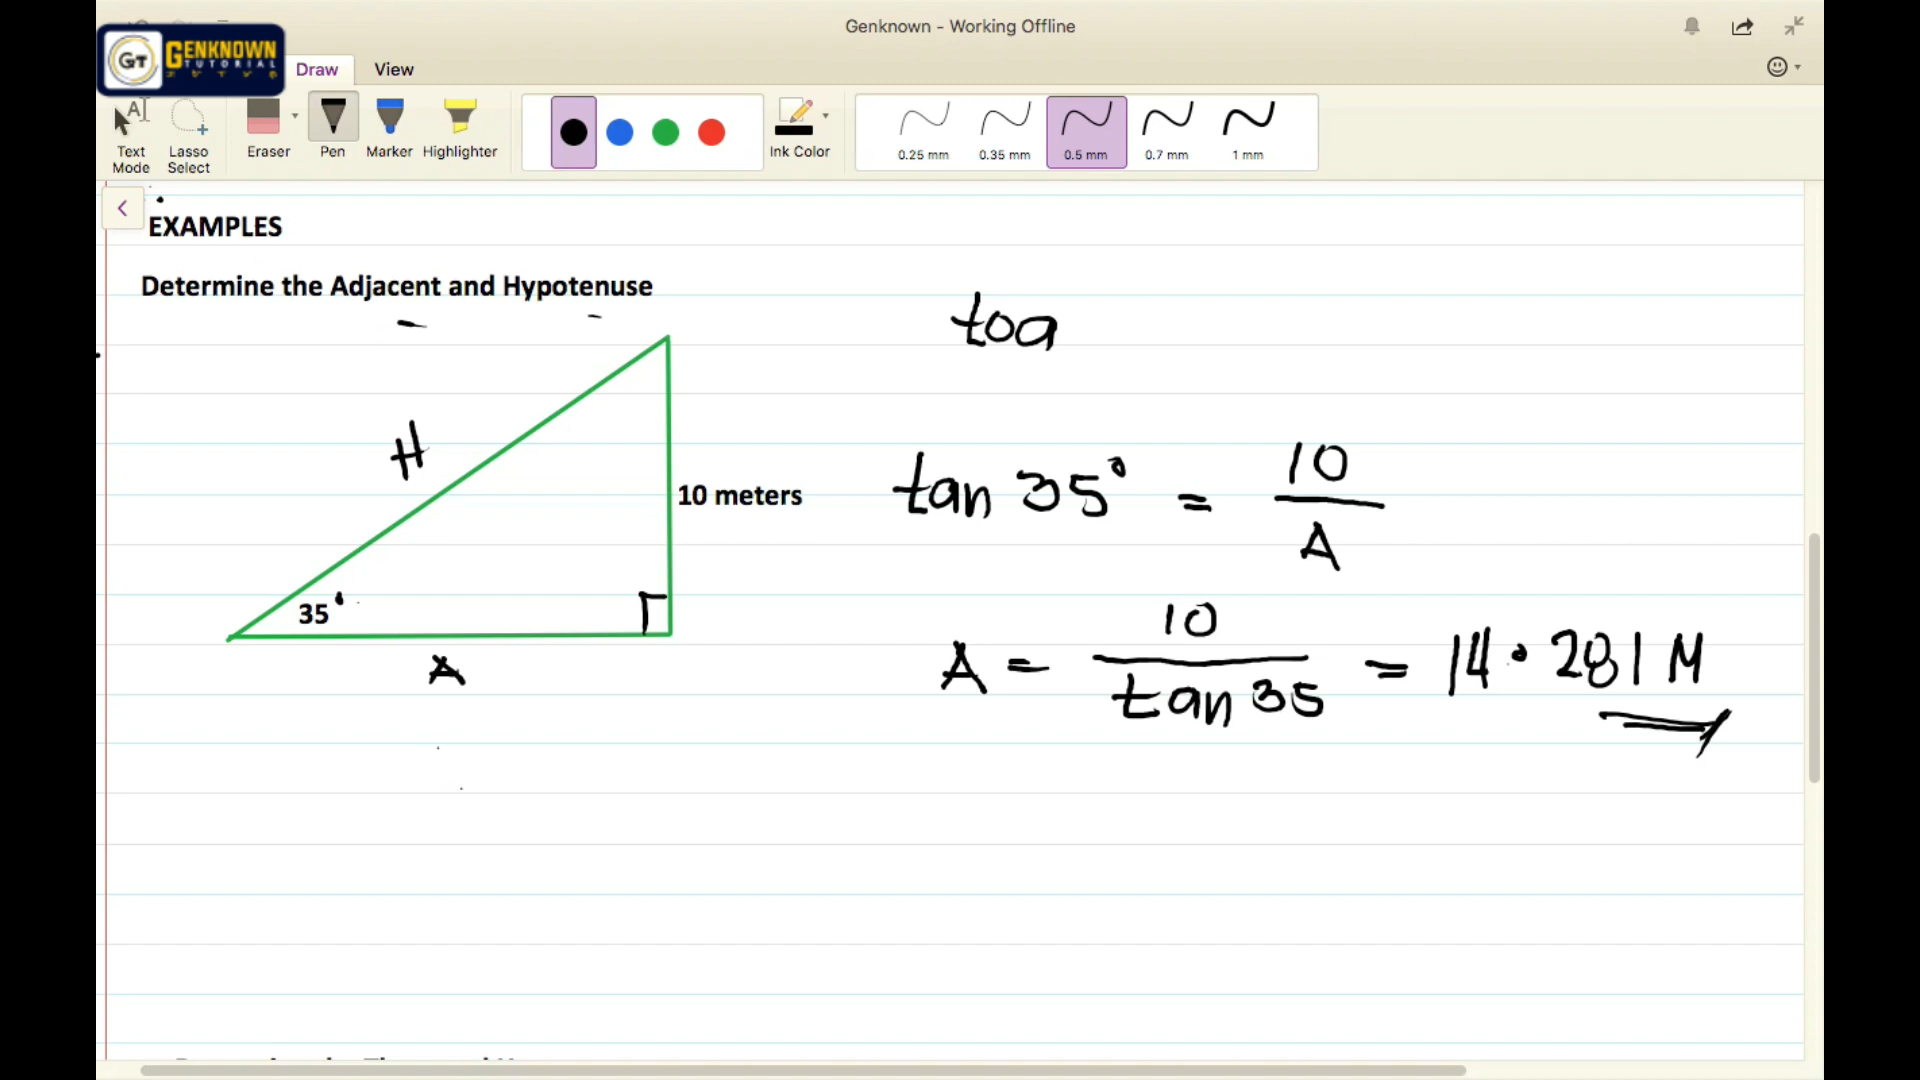 Genknown - Working Offline
GT GENKNOWN
TUTORIAL
Draw View
Text Mode
Lasso Select
Eraser
Pen
Marker
Highlighter
Ink Color
0.25 mm
0.35 mm
0.5 mm
0.7 mm
1 mm
EXAMPLES
Determine the Adjacent and Hypotenuse
toa
H
10 meters
tan 35° = 10/A
35°
A
A = 10/tan 35 = 14.281 M